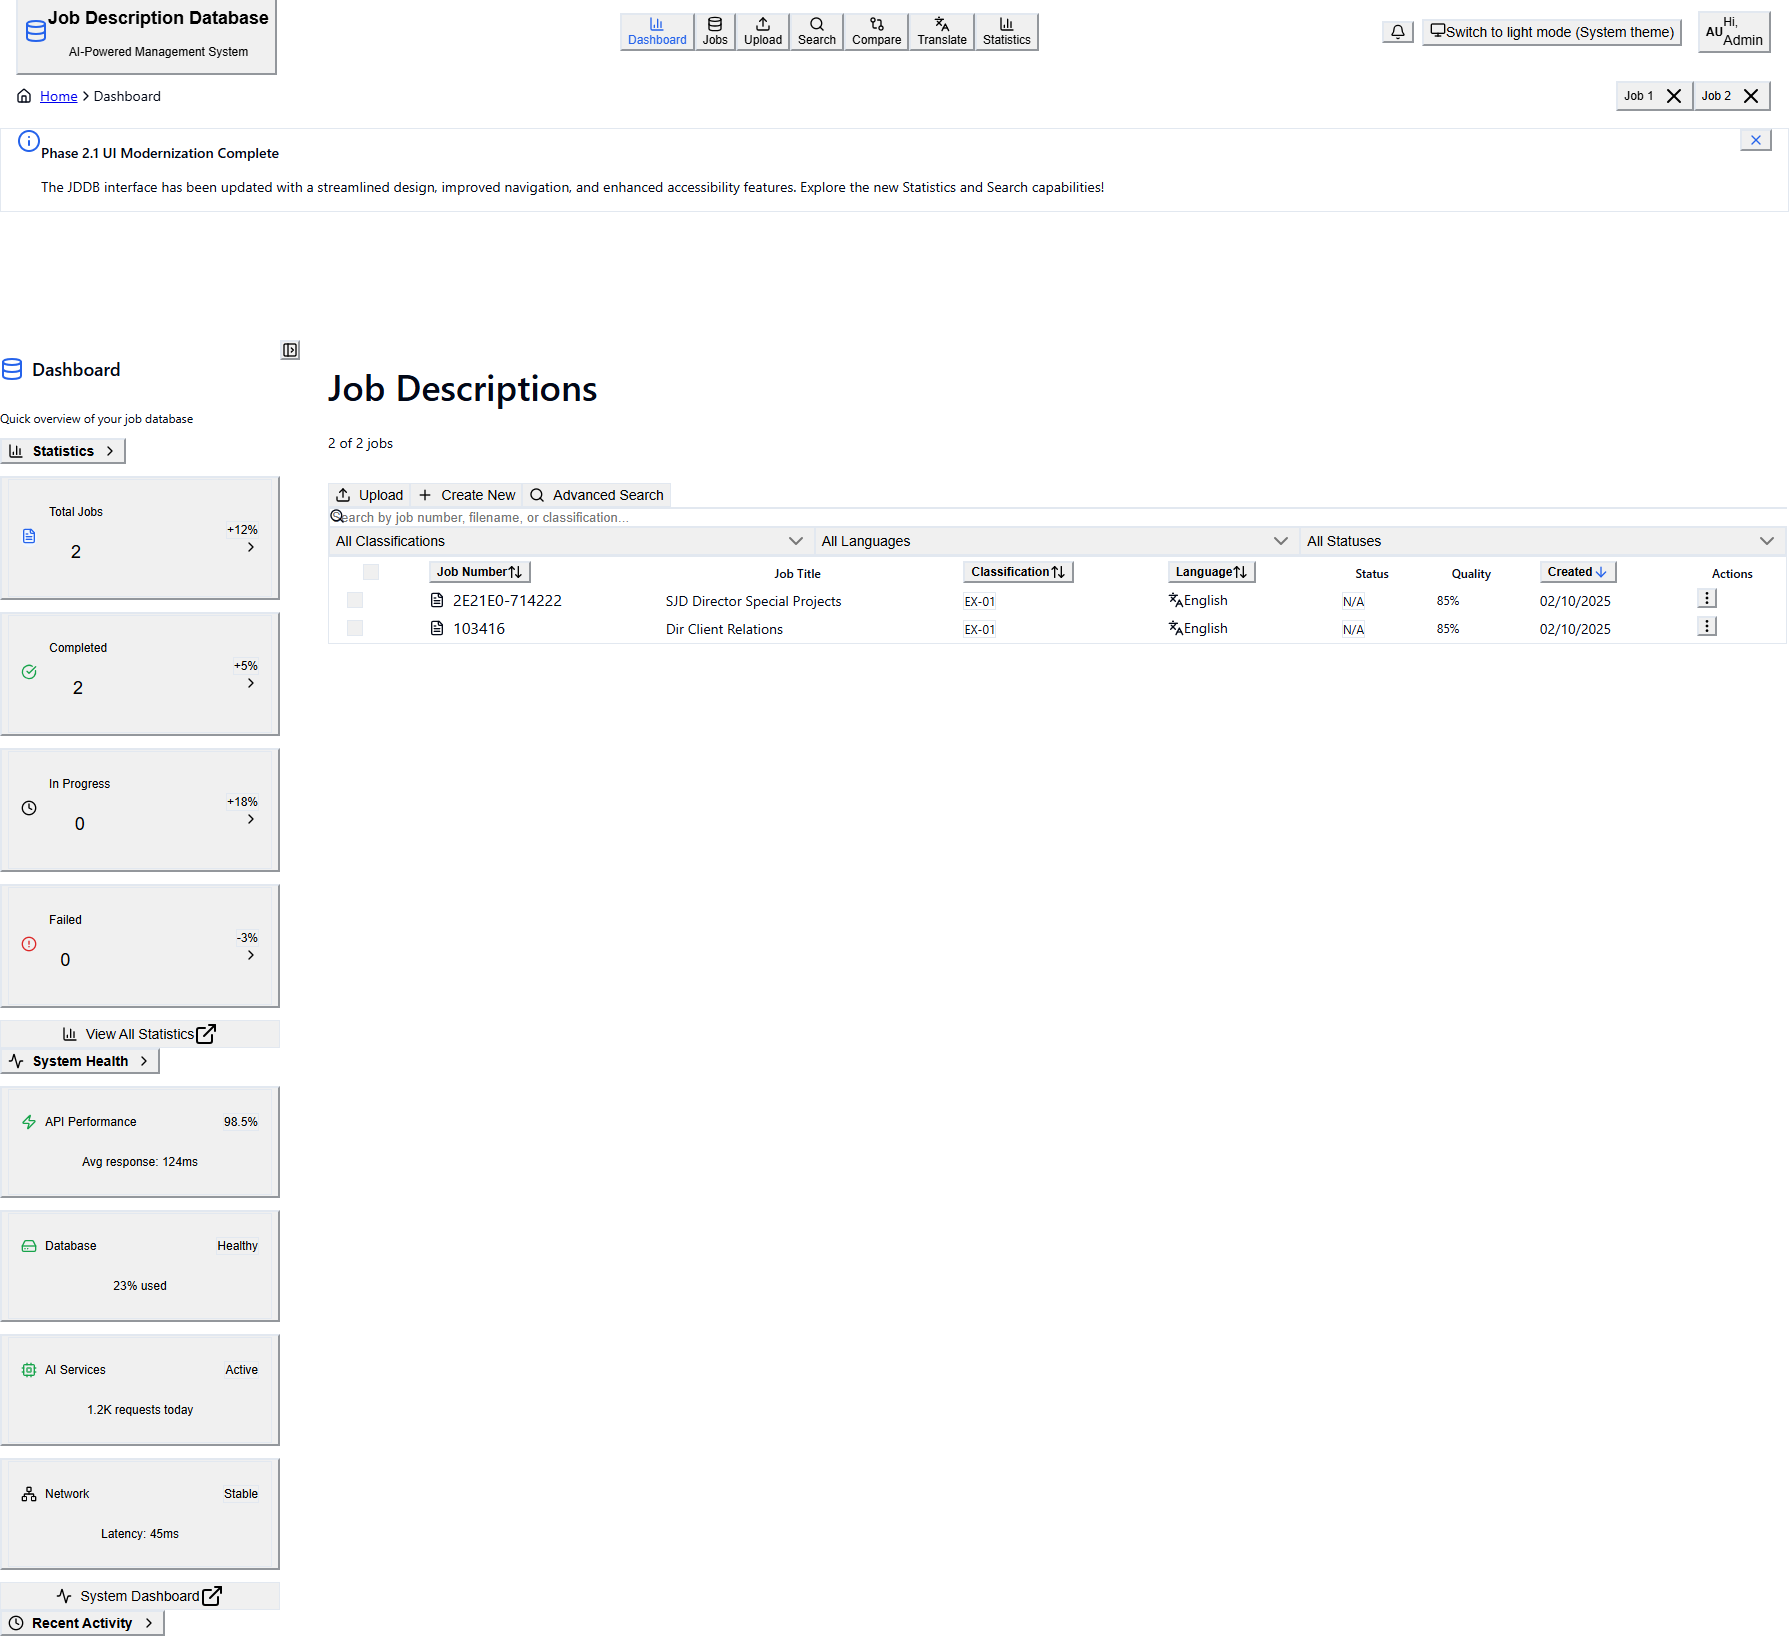 Job Description Database
AI-Powered Management System
Dashboard
Jobs
Upload
Search
Compare
Translate
Statistics
Switch to light mode (System theme)
AU
Hi,
Admin
Home
Dashboard
Job 1
Job 2
Phase 2.1 UI Modernization Complete
The JDDB interface has been updated with a streamlined design, improved navigation, and enhanced accessibility features. Explore the new Statistics and Search capabilities!
Dashboard
Quick overview of your job database
Statistics
Total Jobs
2
+12%
Completed
2
+5%
In Progress
0
+18%
Failed
0
-3%
View All Statistics
System Health
API Performance
98.5%
Avg response: 124ms
Database
Healthy
23% used
AI Services
Active
1.2K requests today
Network
Stable
Latency: 45ms
System Dashboard
Recent Activity
Job Descriptions
2 of 2 jobs
Upload
Create New
Advanced Search
Search by job number, filename, or classification...
All Classifications
All Languages
All Statuses
Job Number Job Title Classification Language Status Quality Created Actions
2E21E0-714222 SJD Director Special Projects EX-01 English N/A 85% 02/10/2025
103416 Dir Client Relations EX-01 English N/A 85% 02/10/2025